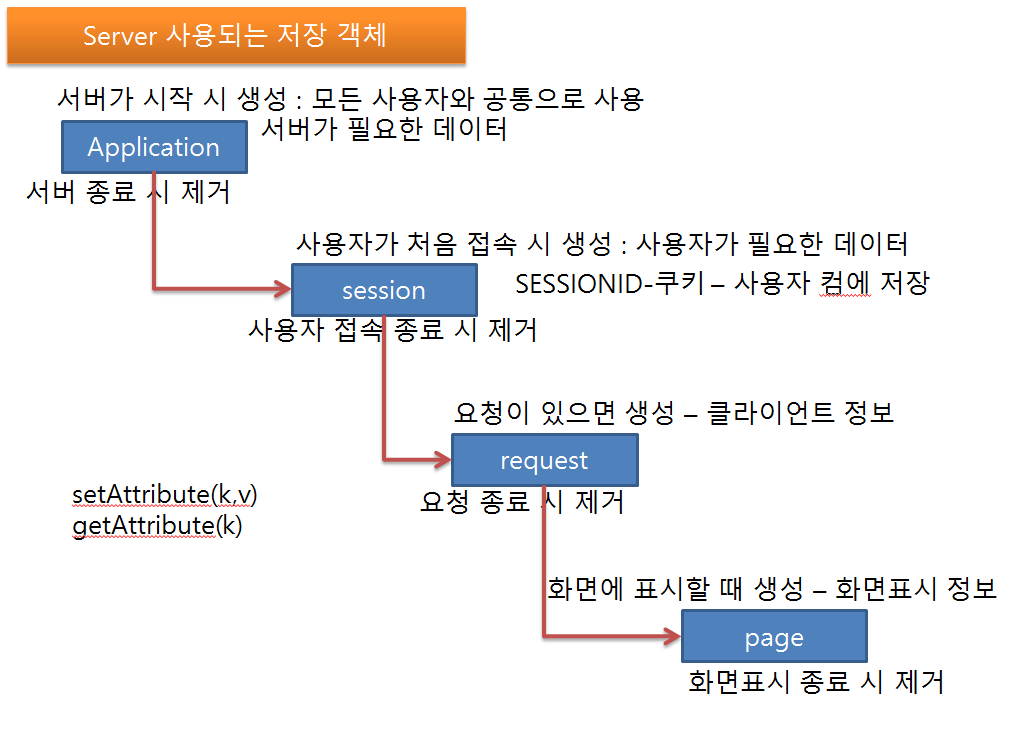 Server 사용되는 저장 객체
서버가 시작 시 생성 : 모든 사용자와 공통으로 사용
서버가 필요한 데이터
Application
서버 종료 시 제거
사용자가 처음 접속 시 생성 : 사용자가 필요한 데이터
SESSIONID-쿠키 – 사용자 컴에 저장
session
사용자 접속 종료 시 제거
요청이 있으면 생성 – 클라이언트 정보
request
요청 종료 시 제거
setAttribute(k,v)
getAttribute(k)
화면에 표시할 때 생성 – 화면표시 정보
page
화면표시 종료 시 제거